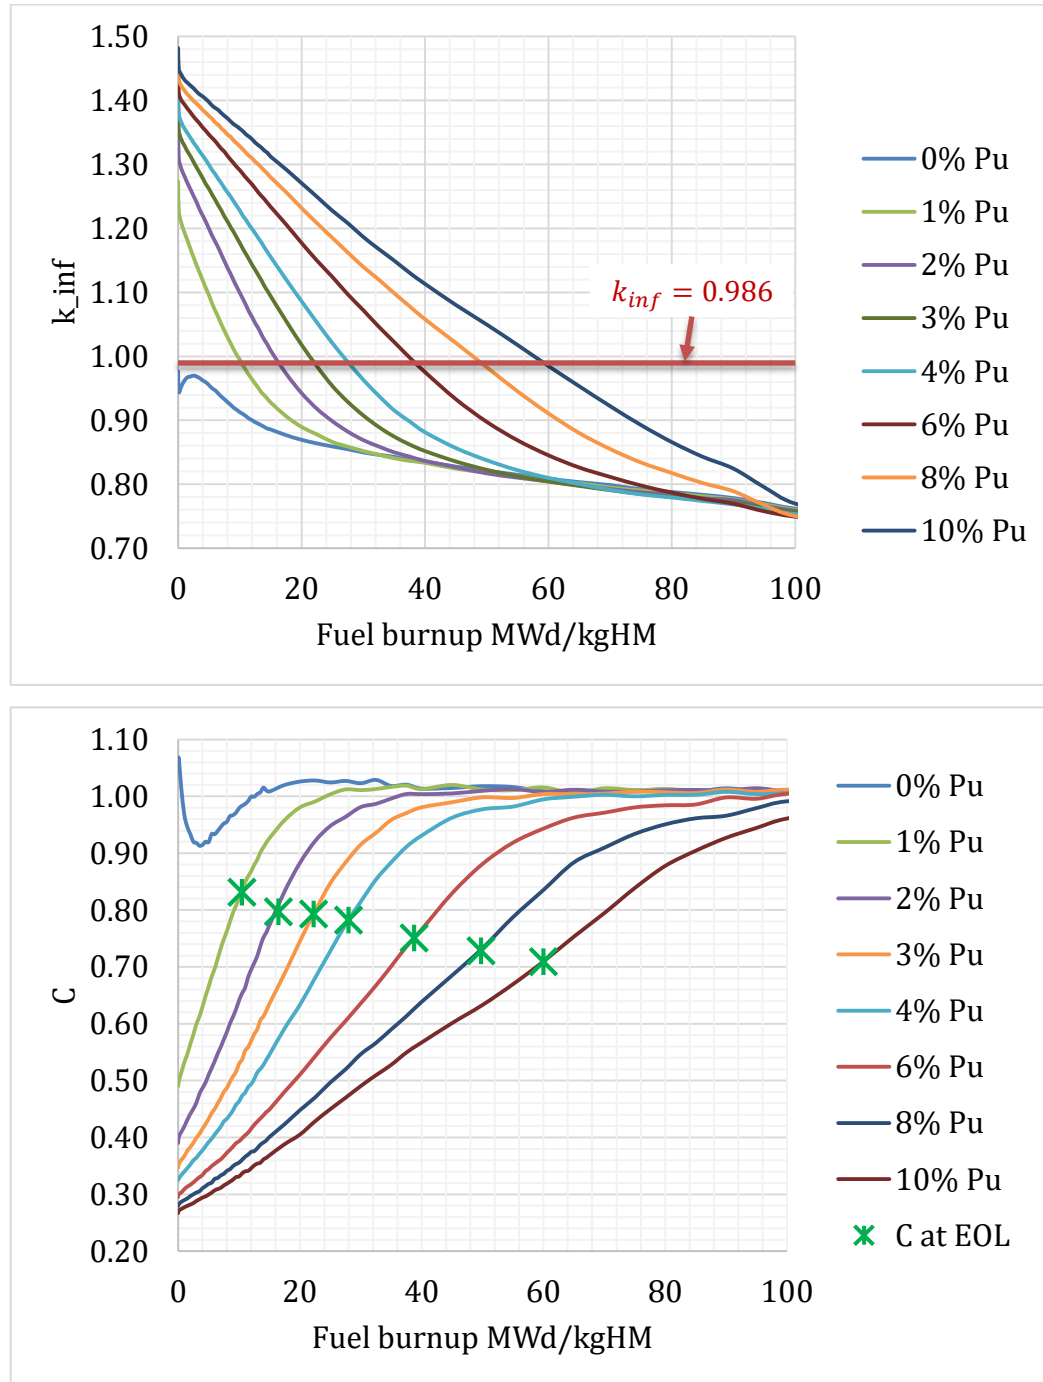 1.50
1.40
1.30
1.20
1.10
1.00
0.90
0.80
0.70
k_inf
0 20 40 60 80 100
Fuel burnup MWd/kgHM
k_inf = 0.986
0% Pu
1% Pu
2% Pu
3% Pu
4% Pu
6% Pu
8% Pu
10% Pu
1.10
1.00
0.90
0.80
0.70
0.60
0.50
0.40
0.30
0.20
C
0 20 40 60 80 100
Fuel burnup MWd/kgHM
0% Pu
1% Pu
2% Pu
3% Pu
4% Pu
6% Pu
8% Pu
10% Pu
C at EOL